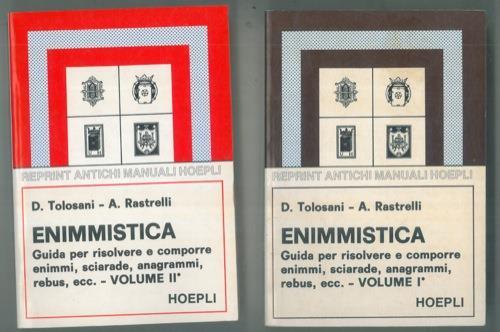 REPRINT ANTICHI MANUALI HOEPLI
D. Tolosani - A. Rastrelli
ENIMMISTICA
Guida per risolvere e comporre
enimmi, sciarade, anagrammi,
rebus, ecc. - VOLUME II*
HOEPLI
REPRINT ANTICHI MANUALI HOEPLI
D. Tolosani - A. Rastrelli
ENIMMISTICA
Guida per risolvere e comporre
enimmi, sciarade, anagrammi,
rebus, ecc. - VOLUME I*
HOEPLI